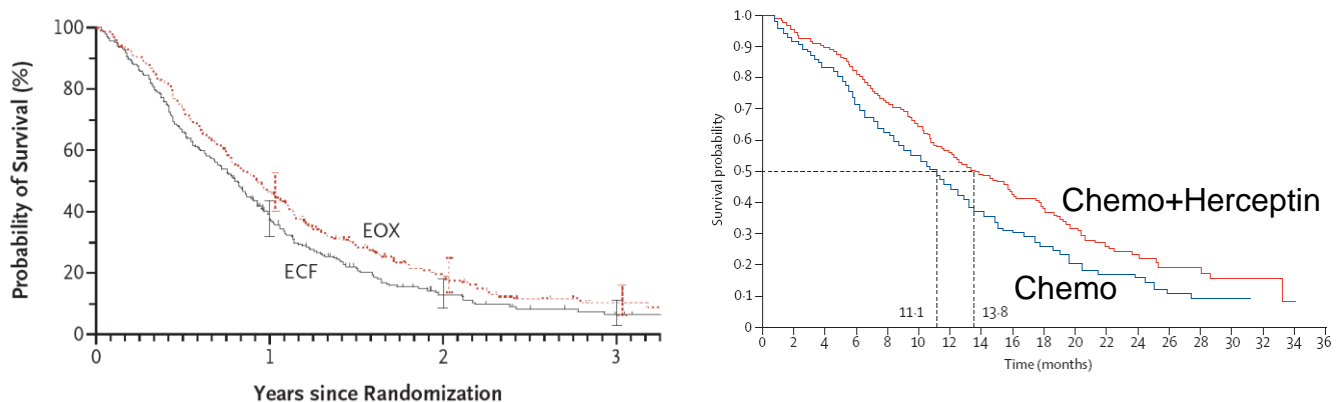 Probability of Survival (%)
100
80
60
40
20
0
EOX
ECF
0
1
2
3
Years since Randomization
Survival probability
1·0
0·9
0·8
0·7
0·6
0·5
0·4
0·3
0·2
0·1
0
Chemo+Herceptin
Chemo
11·1
13·8
0 2 4 6 8 10 12 14 16 18 20 22 24 26 28 30 32 34 36
Time (months)